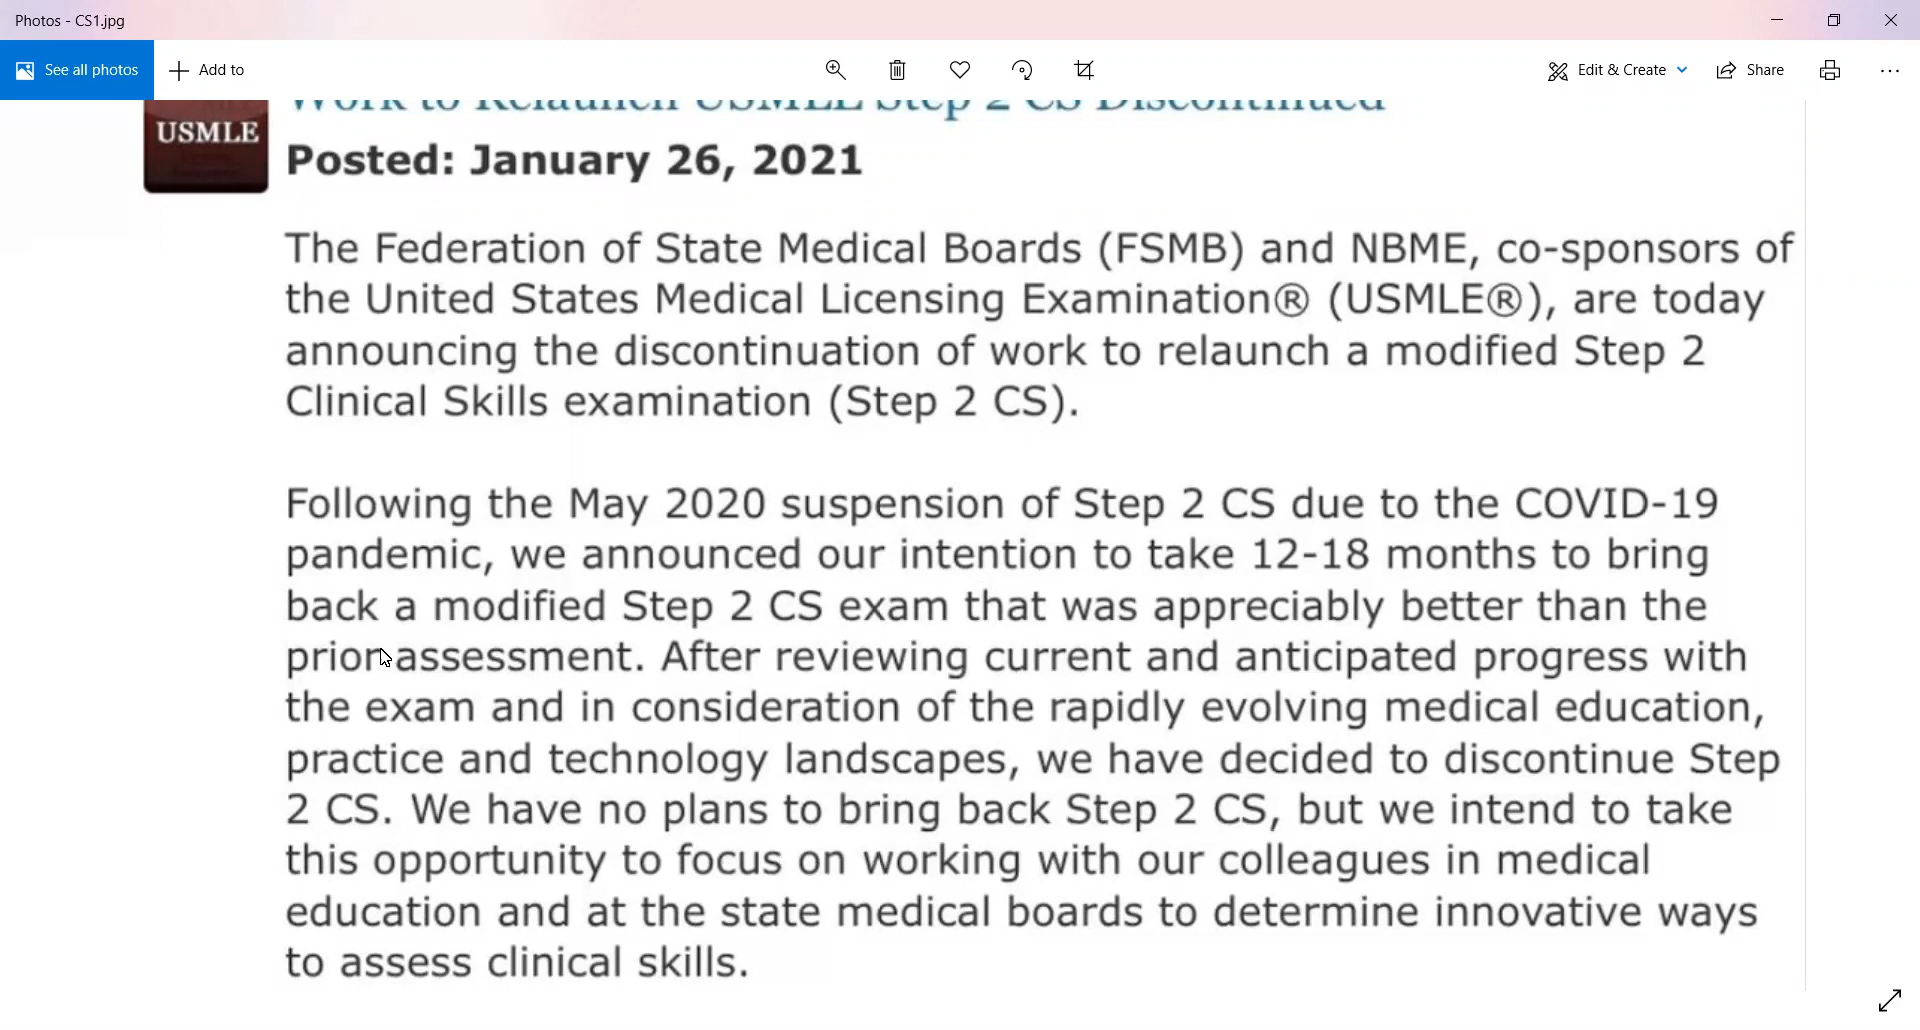 Photos - CS1.jpg
See all photos
Add to
Edit & Create
Share
USMLE
Work to Relaunch USMLE Step 2 CS Discontinued
Posted: January 26, 2021
The Federation of State Medical Boards (FSMB) and NBME, co-sponsors of
the United States Medical Licensing Examination® (USMLE®), are today
announcing the discontinuation of work to relaunch a modified Step 2
Clinical Skills examination (Step 2 CS).
Following the May 2020 suspension of Step 2 CS due to the COVID-19
pandemic, we announced our intention to take 12-18 months to bring
back a modified Step 2 CS exam that was appreciably better than the
prior assessment. After reviewing current and anticipated progress with
the exam and in consideration of the rapidly evolving medical education,
practice and technology landscapes, we have decided to discontinue Step
2 CS. We have no plans to bring back Step 2 CS, but we intend to take
this opportunity to focus on working with our colleagues in medical
education and at the state medical boards to determine innovative ways
to assess clinical skills.